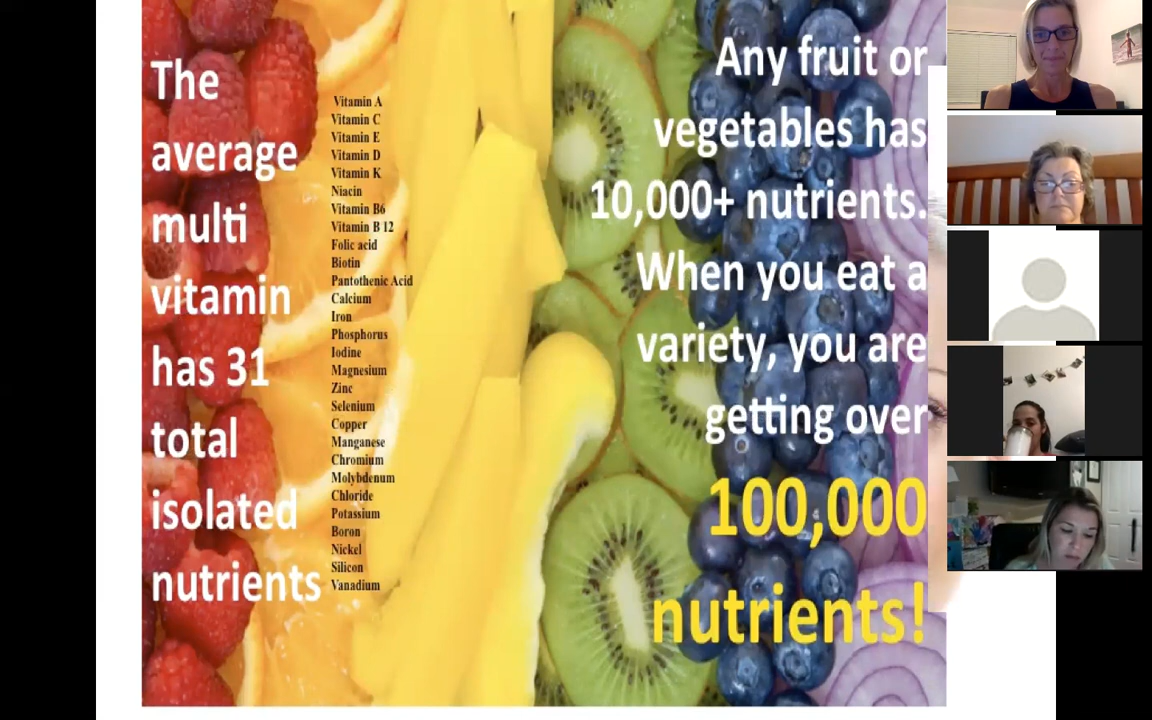 The
average
multi
vitamin
has 31
total
isolated
nutrients
Vitamin A
Vitamin C
Vitamin E
Vitamin D
Vitamin K
Niacin
Vitamin B6
Vitamin B 12
Folic acid
Biotin
Pantothenic Acid
Calcium
Iron
Phosphorus
Iodine
Magnesium
Zinc
Selenium
Copper
Manganese
Chromium
Molybdenum
Chloride
Potassium
Boron
Nickel
Silicon
Vanadium
Any fruit or
vegetables has
10,000+ nutrients.
When you eat a
variety, you are
getting over
100,000
nutrients!